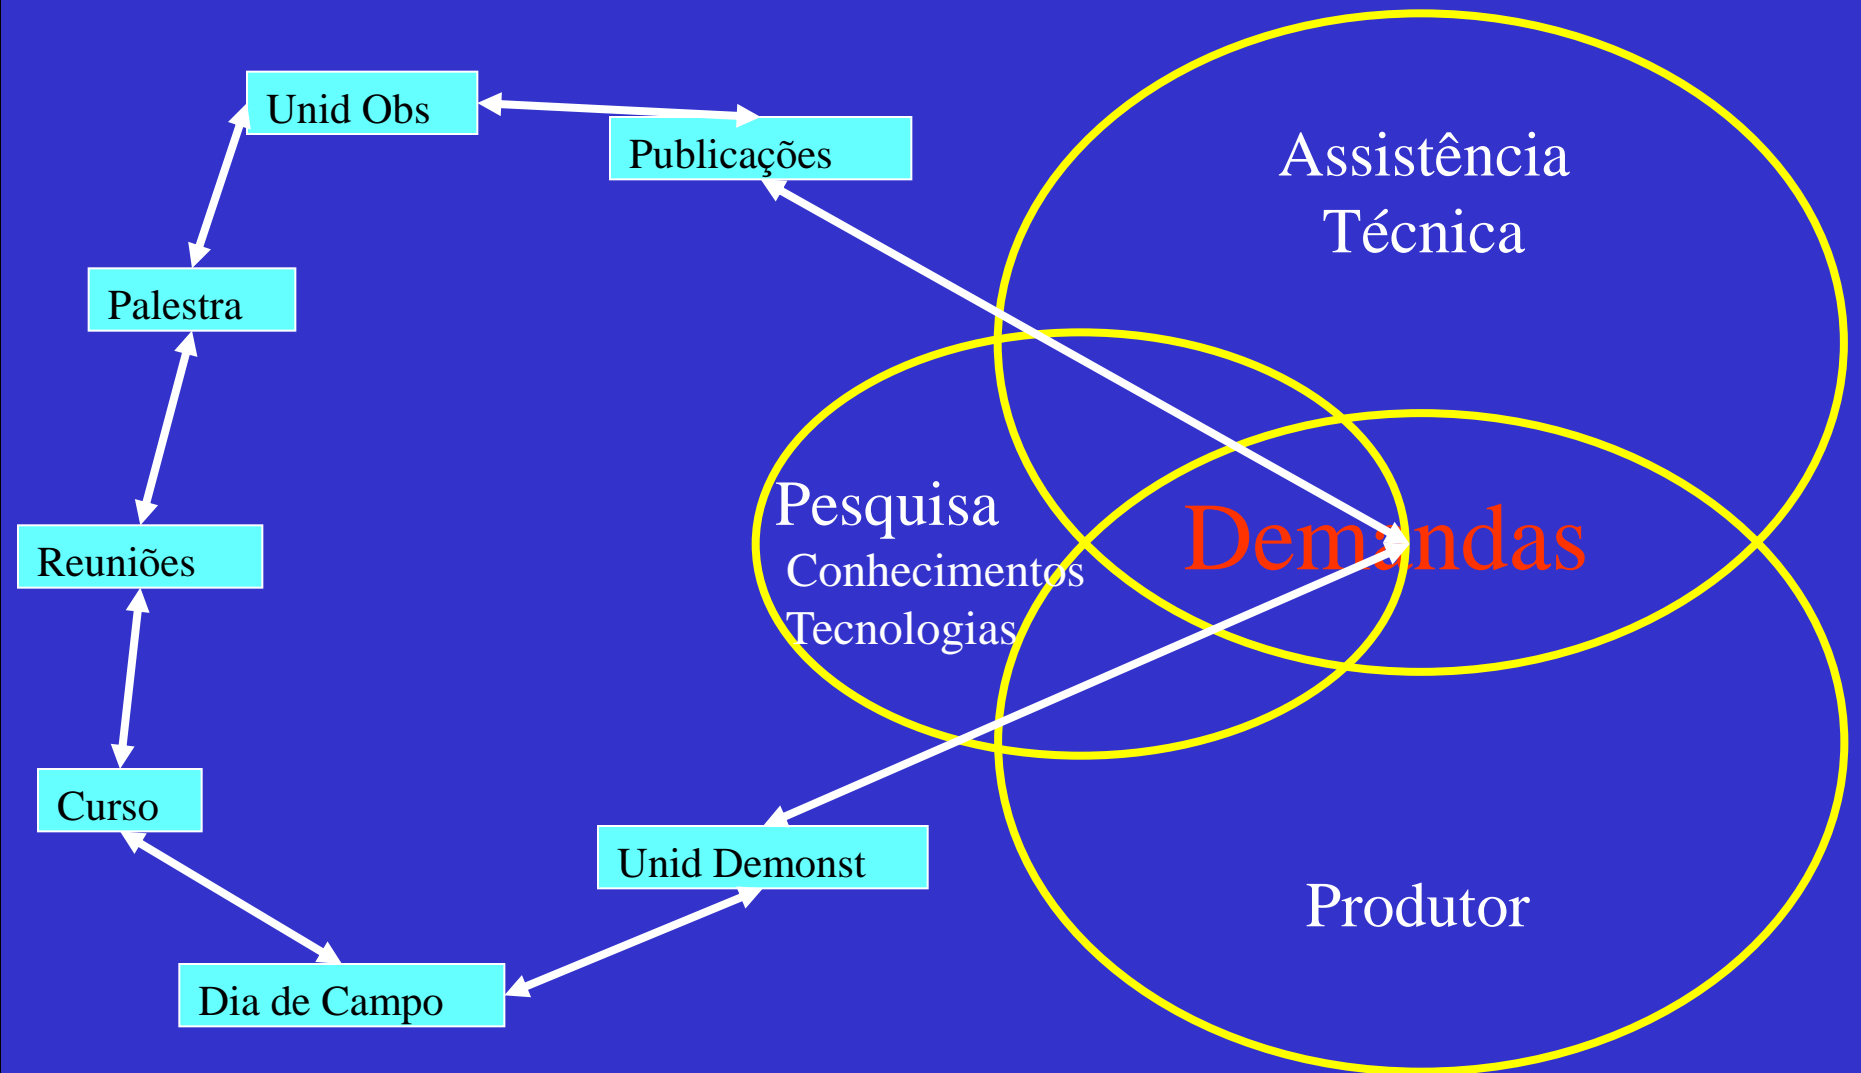 Unid Obs
Publicações
Assistência
Técnica
Palestra
Pesquisa
Conhecimentos
Tecnologias
Demandas
Reuniões
Curso
Unid Demonst
Produtor
Dia de Campo